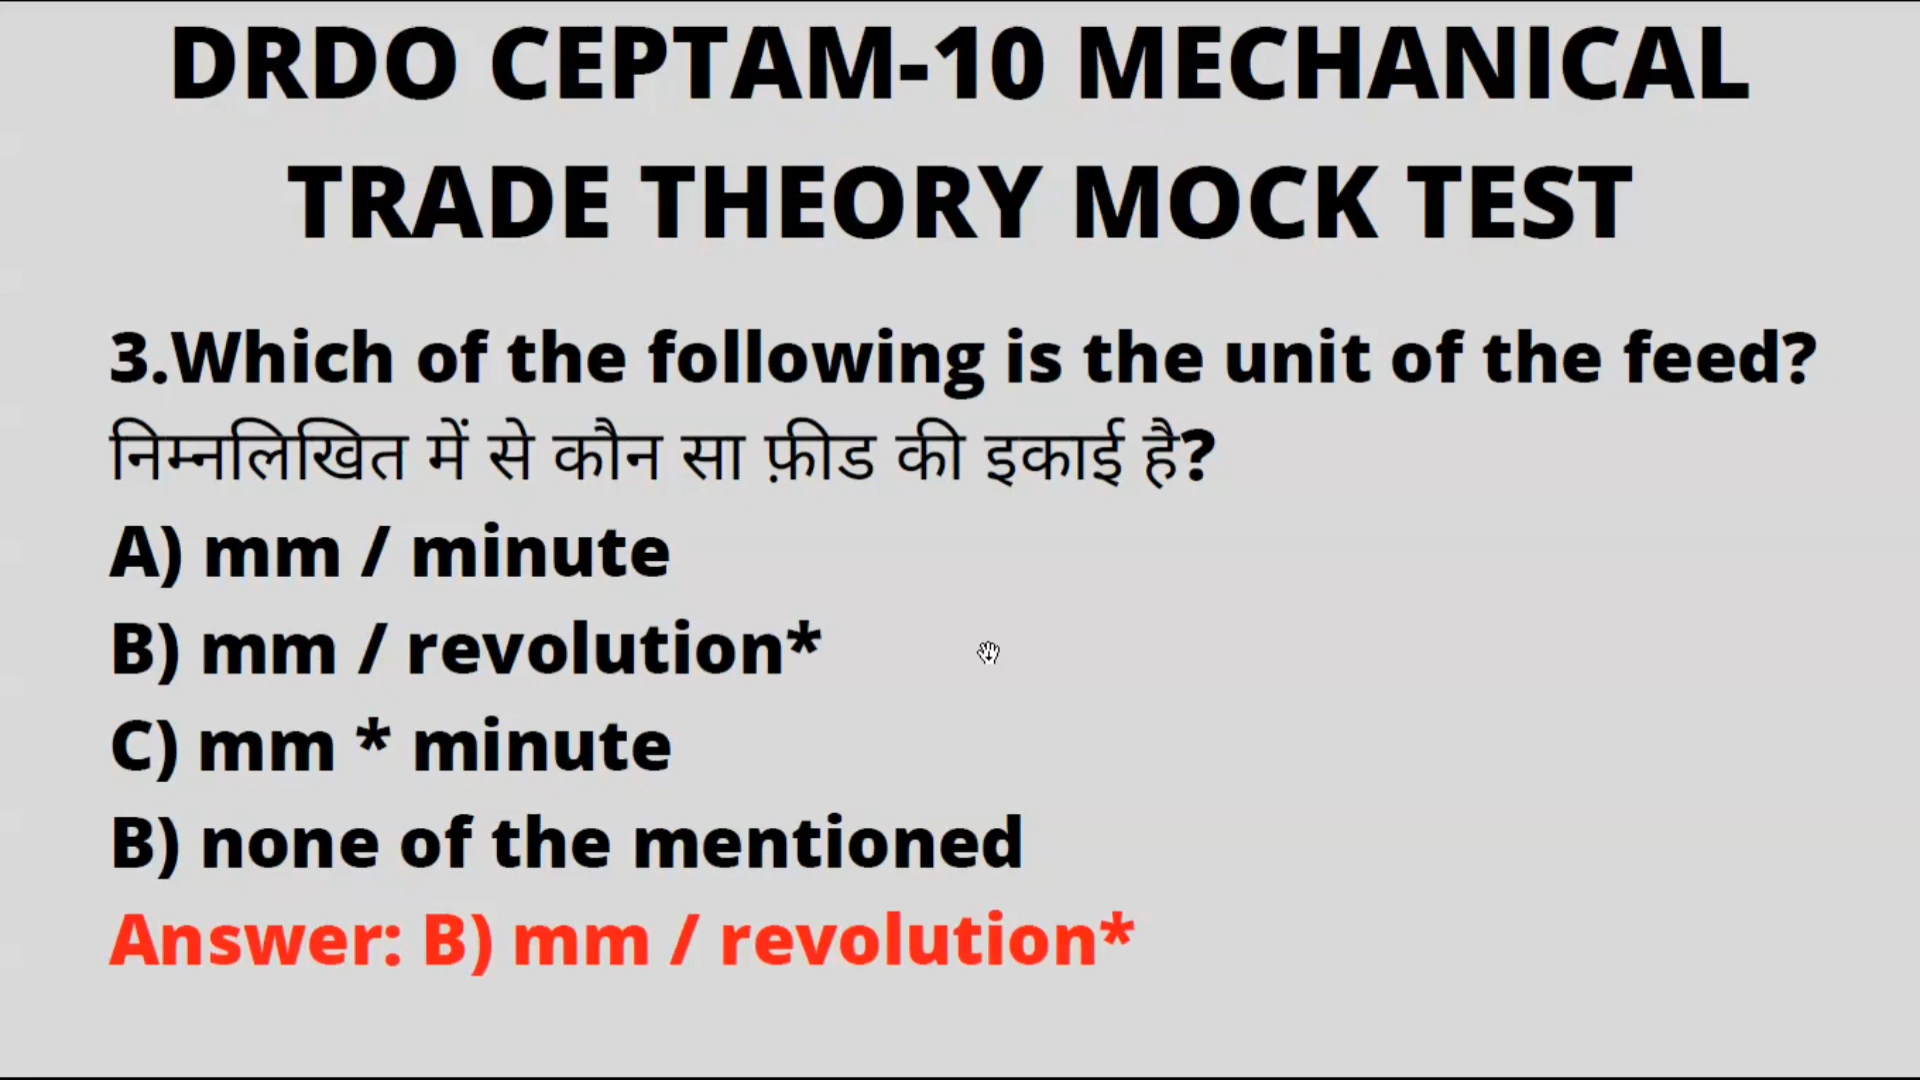 DRDO CEPTAM-10 MECHANICAL
TRADE THEORY MOCK TEST
3.Which of the following is the unit of the feed?
निम्नलिखित में से कौन सा फ़ीड की इकाई है?
A) mm / minute
B) mm / revolution*
C) mm * minute
B) none of the mentioned
Answer: B) mm / revolution*